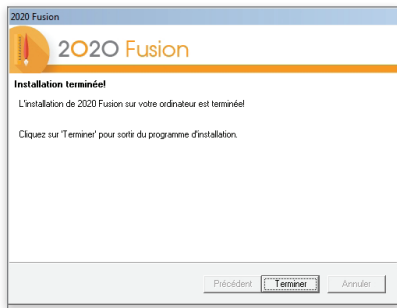 2020 Fusion
2020 Fusion
Installation terminée!
L'installation de 2020 Fusion sur votre ordinateur est terminée!
Cliquez sur 'Terminer' pour sortir du programme d'installation.
Précédent Terminer Annuler